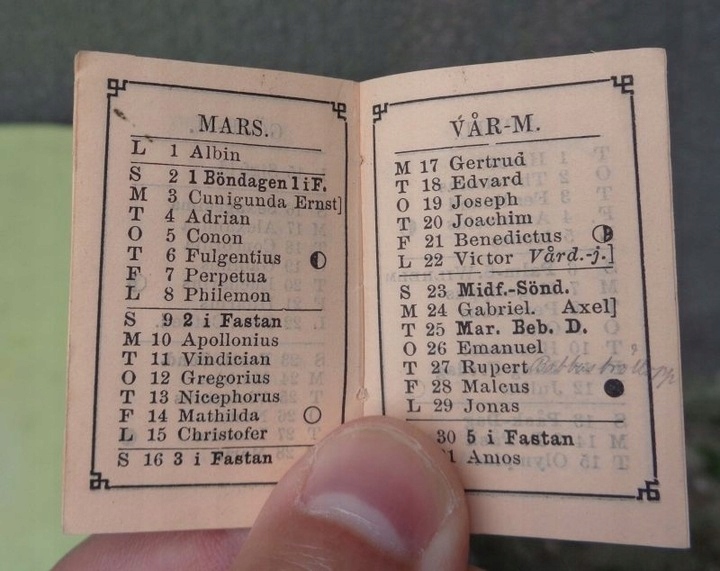 MARS.
L 1 Albin
S 2 1 Böndagen 1 i F.
M 3 Cunigunda Ernst]
T 4 Adrian
O 5 Conon
T 6 Fulgentius
F 7 Perpetua
L 8 Philemon
S 9 2 i Fastan
M 10 Apollonius
T 11 Vindician
O 12 Gregorius
T 13 Nicephorus
F 14 Mathilda
L 15 Christofer
S 16 3 i Fastan
VÅR-M.
M 17 Gertrud
T 18 Edvard
O 19 Joseph
T 20 Joachim
F 21 Benedictus
L 22 Victor Vård.-j.]
S 23 Midf.-Sönd.
M 24 Gabriel. Axel]
T 25 Mar. Beb. D.
O 26 Emanuel
T 27 Rupert
F 28 Malcus
L 29 Jonas
30 5 i Fastan
Amos